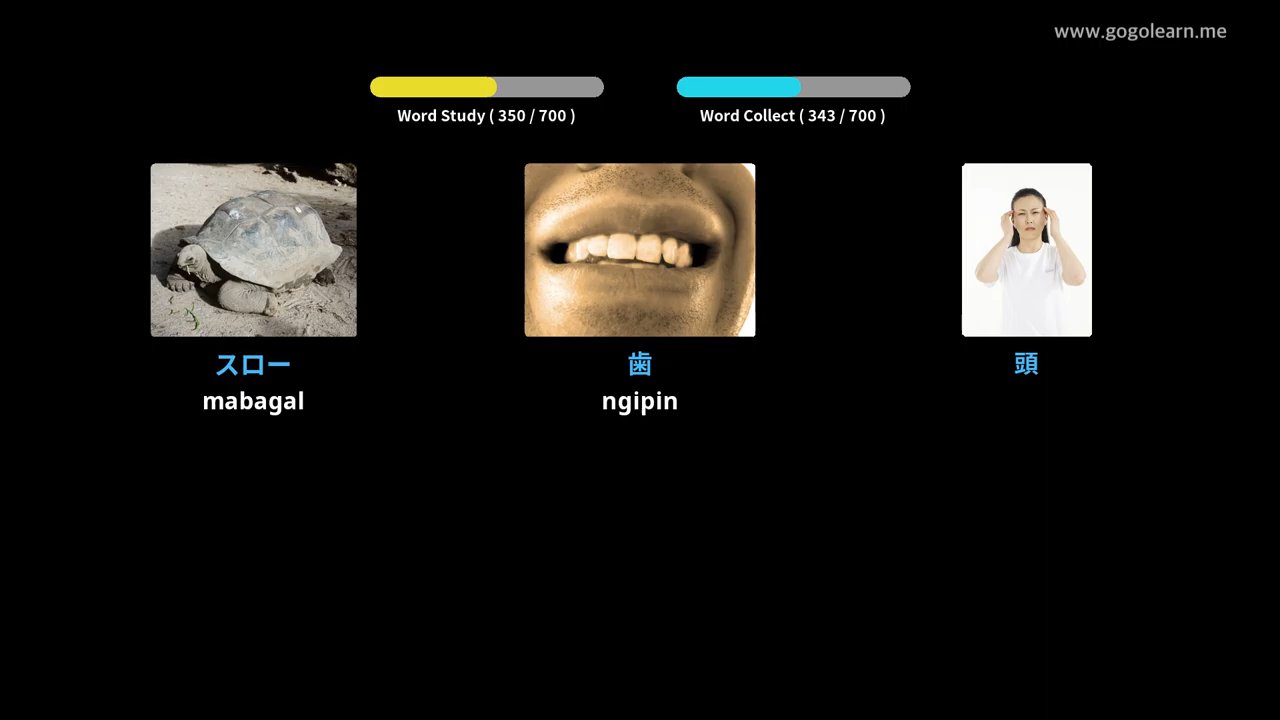 www.gogolearn.me
Word Study ( 350 / 700 )
Word Collect ( 343 / 700 )
スロー
mabagal
歯
ngipin
頭